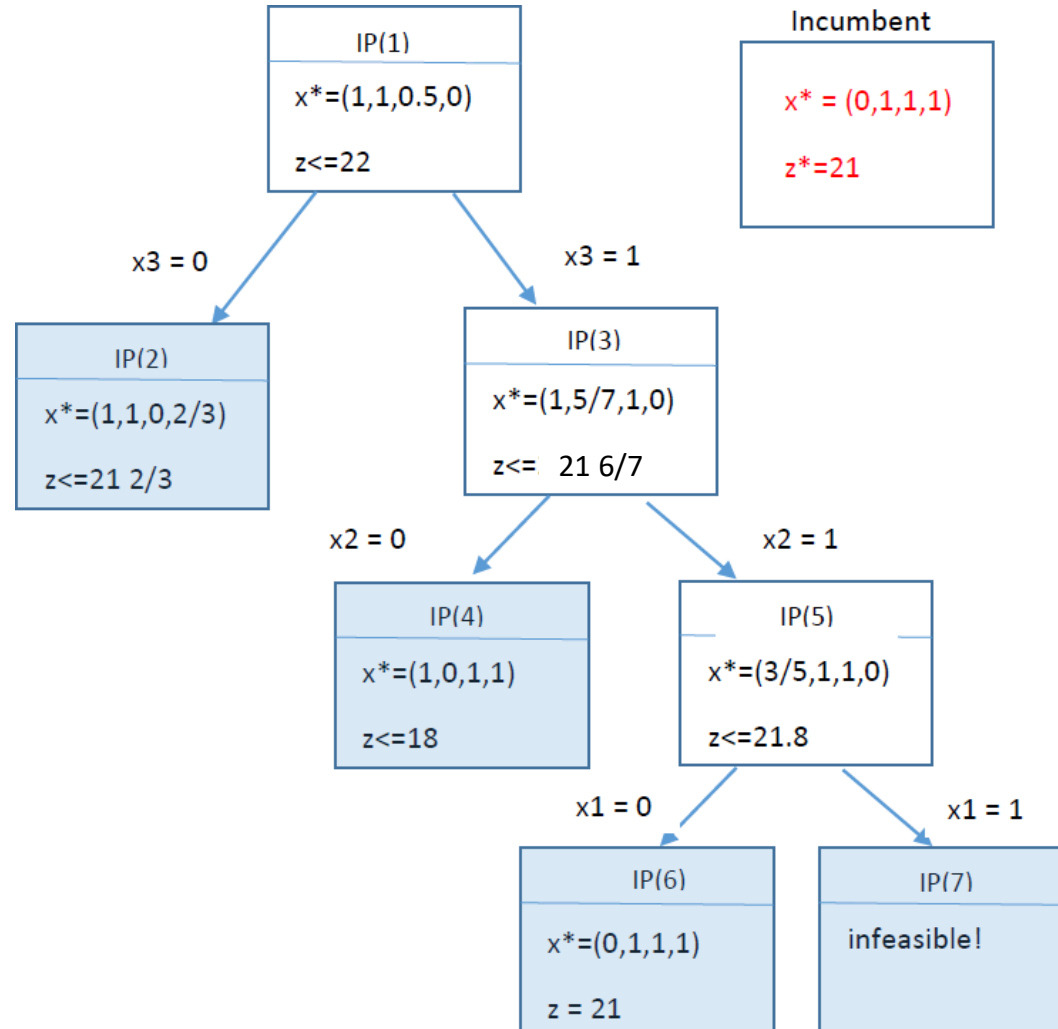 Incumbent
IP(1)
x*=(1,1,0.5,0)
z<=22
x* = (0,1,1,1)
z*=21
x3 = 0
x3 = 1
IP(2)
x*=(1,1,0,2/3)
z<=21 2/3
IP(3)
x*=(1,5/7,1,0)
z<= 21 6/7
x2 = 0
x2 = 1
IP(4)
x*=(1,0,1,1)
z<=18
IP(5)
x*=(3/5,1,1,0)
z<=21.8
x1 = 0
x1 = 1
IP(6)
x*=(0,1,1,1)
z = 21
IP(7)
infeasible!